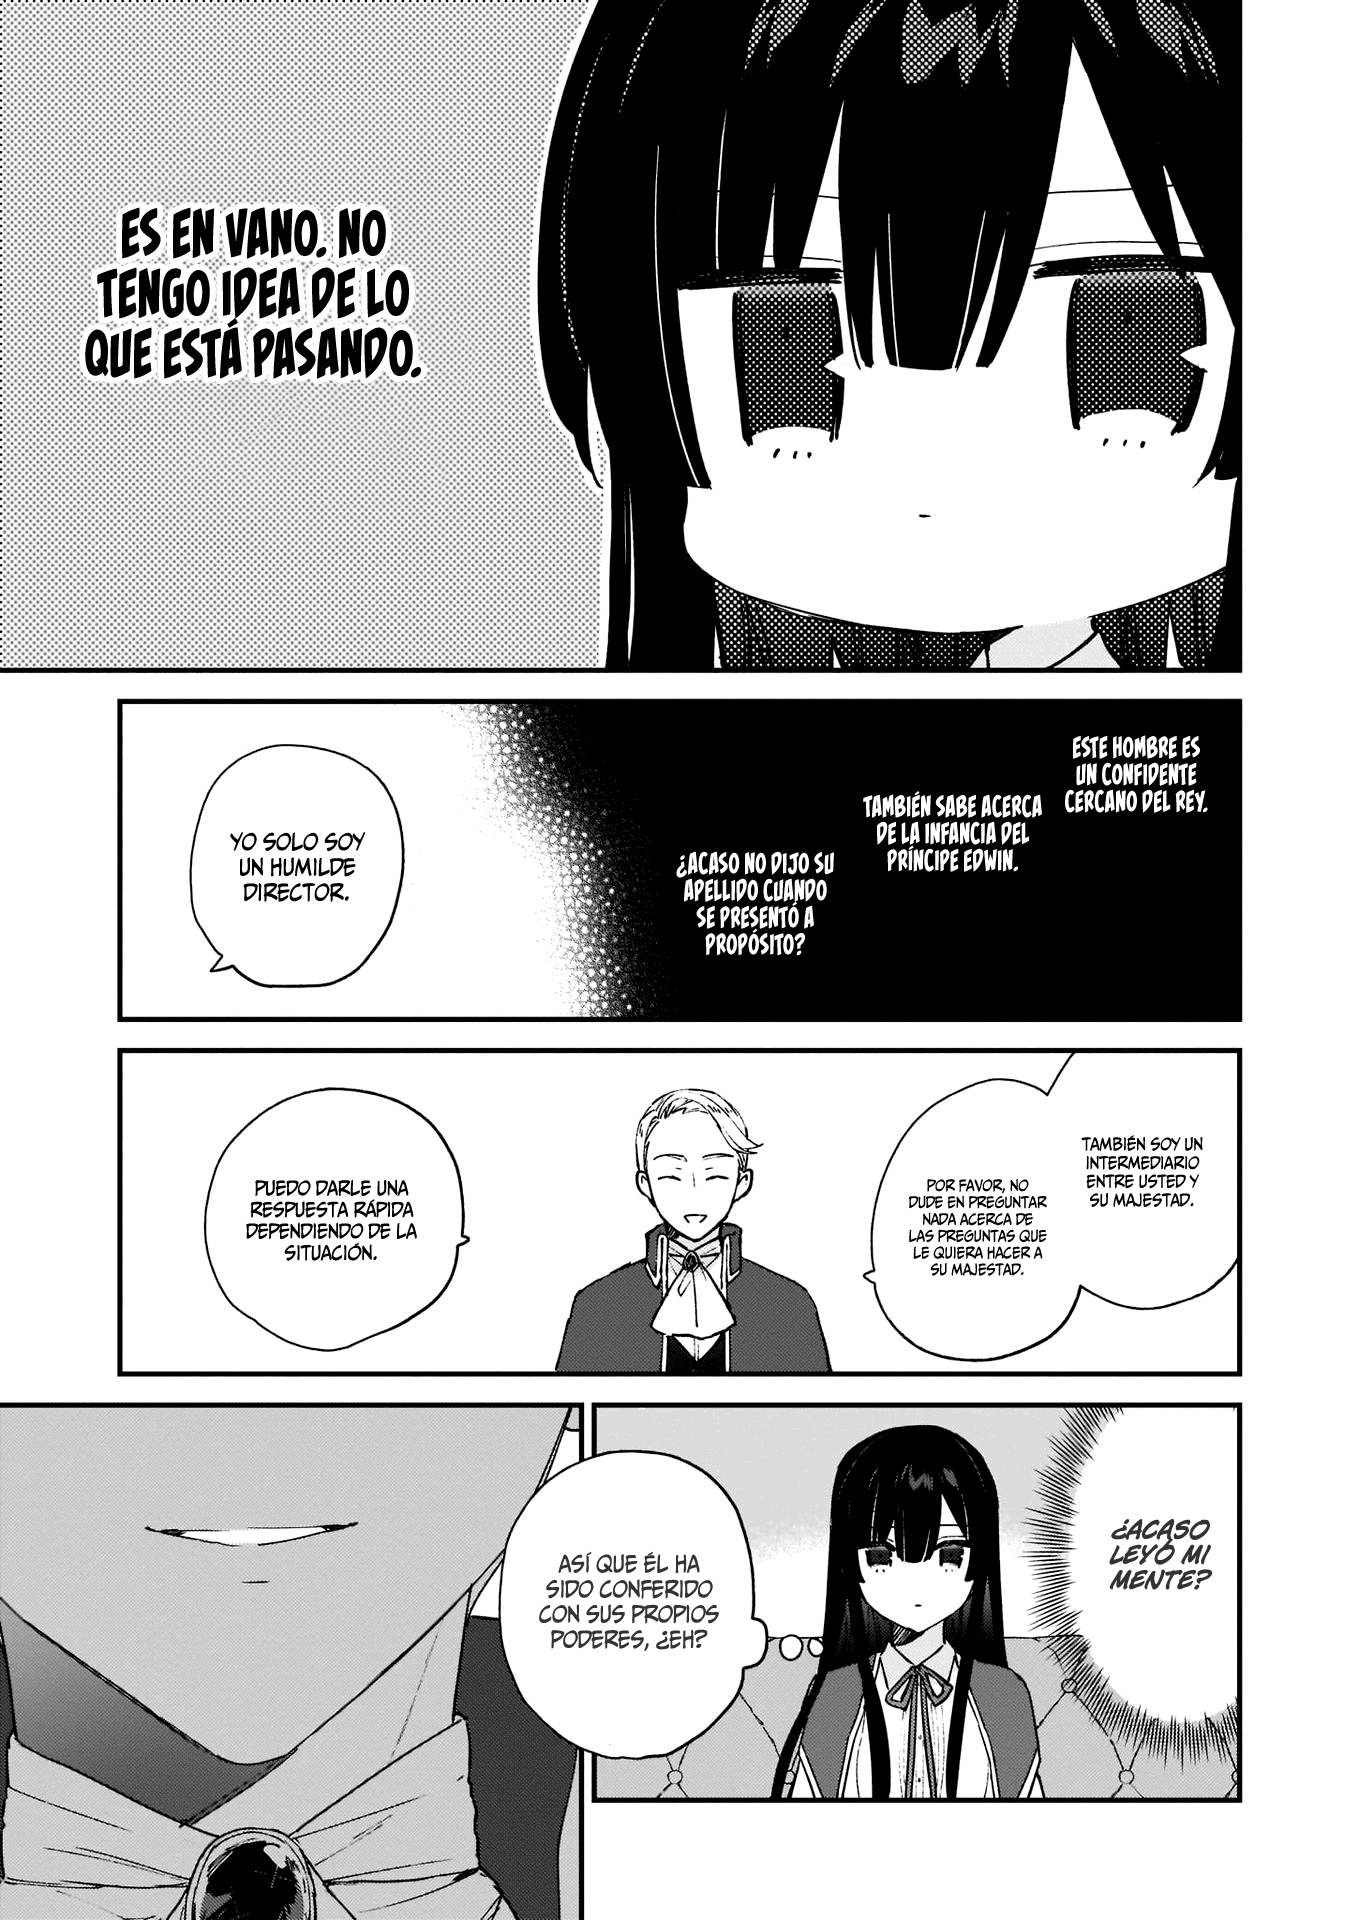 ES EN VANO. NO
TENGO IDEA DE LO
QUE ESTÁ PASANDO.
ESTE HOMBRE ES
UN CONFIDENTE
CERCANO DEL REY.
TAMBIÉN SABE ACERCA
DE LA INFANCIA DEL
PRÍNCIPE EDWIN.
¿ACASO NO DIJO SU
APELLIDO CUANDO
SE PRESENTÓ A
PROPÓSITO?
YO SOLO SOY
UN HUMILDE
DIRECTOR.
TAMBIÉN SOY UN
INTERMEDIARIO
ENTRE USTED Y
SU MAJESTAD.
POR FAVOR, NO
DUDE EN PREGUNTAR
NADA ACERCA DE
LAS PREGUNTAS QUE
LE QUIERA HACER A
SU MAJESTAD.
PUEDO DARLE UNA
RESPUESTA RÁPIDA
DEPENDIENDO DE LA
SITUACIÓN.
¿ACASO
LEYÓ MI
MENTE?
ASÍ QUE ÉL HA
SIDO CONFERIDO
CON SUS PROPIOS
PODERES, ¿EH?